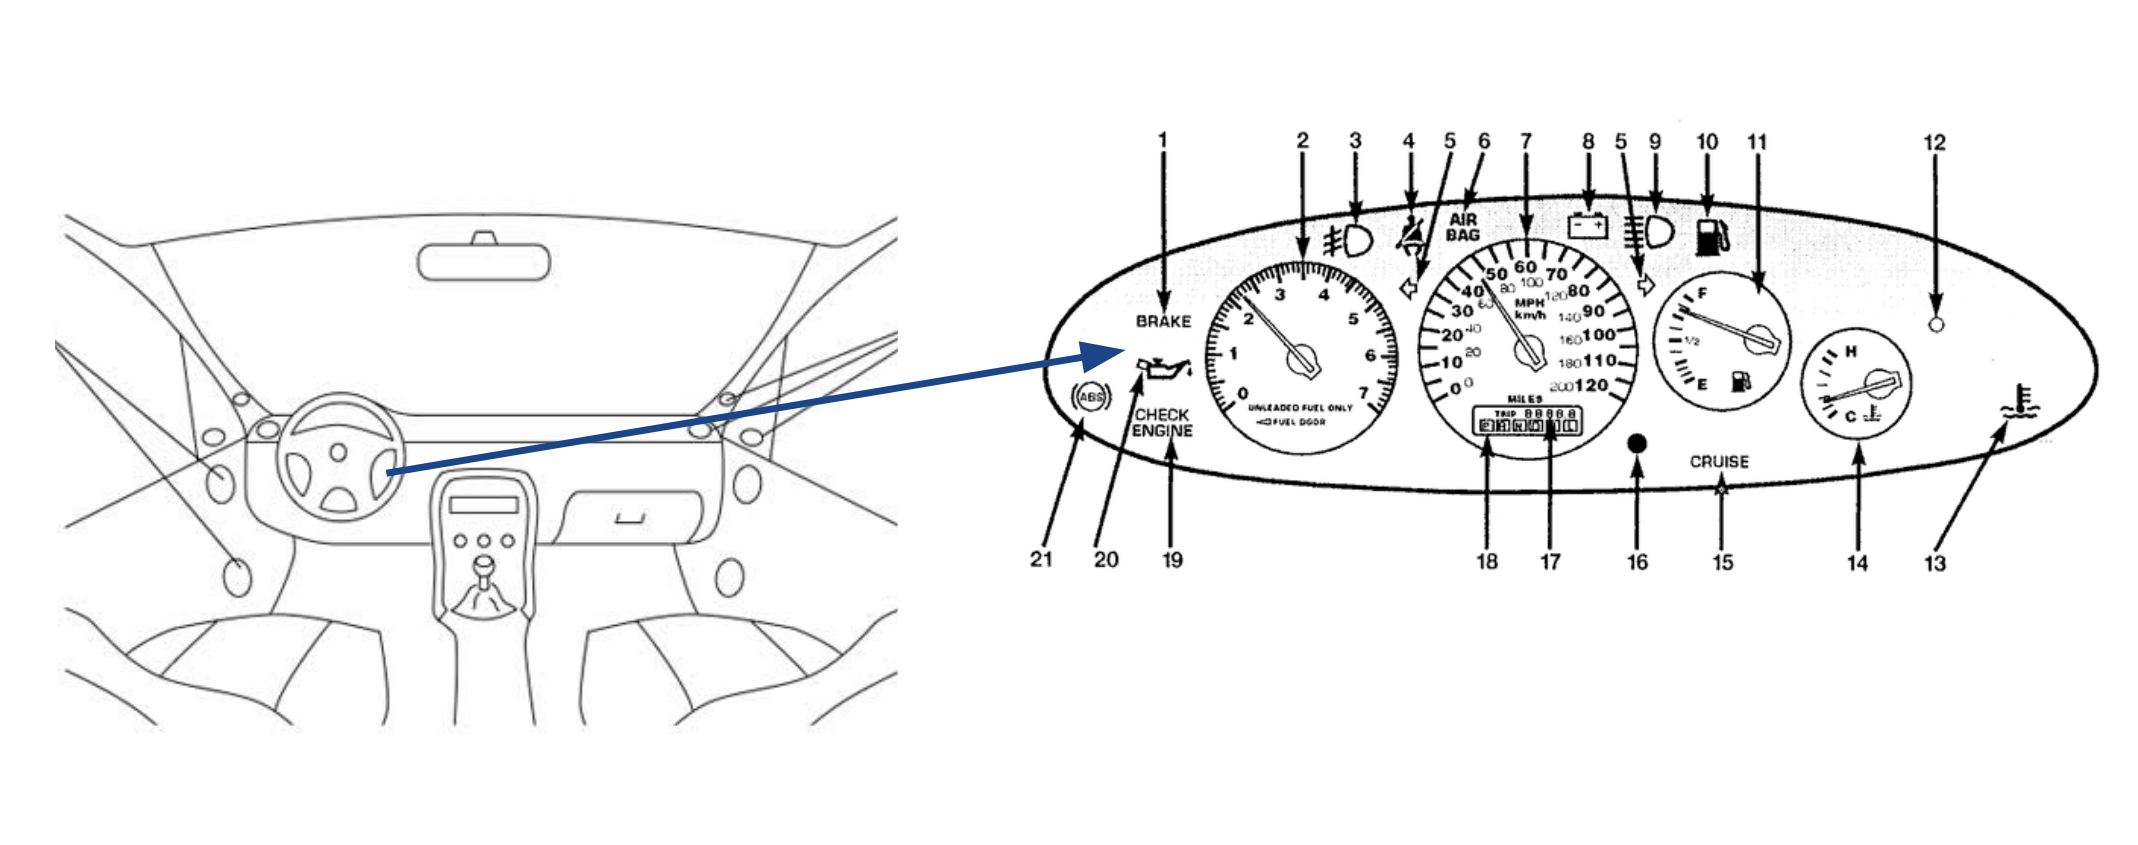 1 2 3 4 5 6 7 8 5 9 10 11 12
AIR
BAG
- +
BRAKE
ABS
CHECK
ENGINE
0 1 2 3 4 5 6 7
UNLEADED FUEL ONLY
FUEL DOOR
0 10 20 30 40 50 60 70 80 90 100 110 120
0 20 40 60 80 100 120 140 160 180 200
MPH
km/h
MILES
TRIP 88888
F
1/2
E
H
C
CRUISE
21 20 19 18 17 16 15 14 13